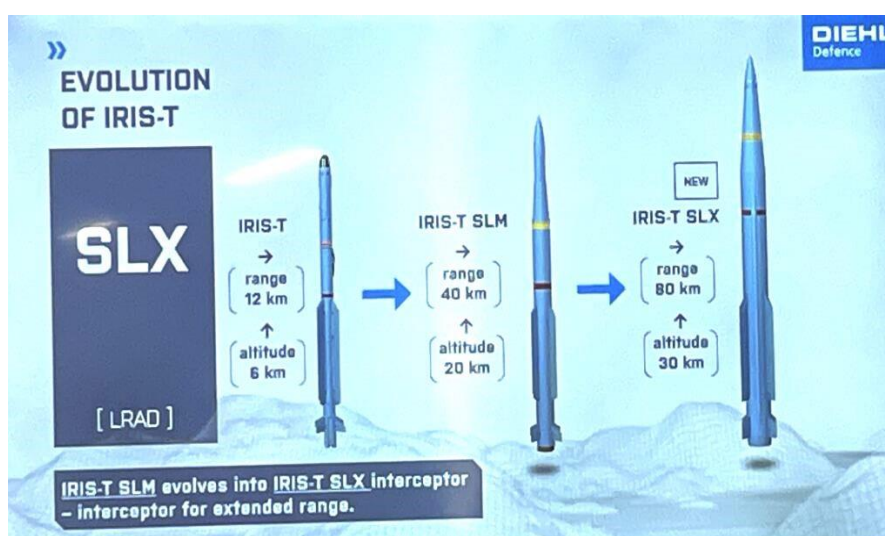 »
EVOLUTION
OF IRIS-T
DIEHL
Defence
SLX
[ LRAD ]
IRIS-T
→
range
12 km
↑
altitude
6 km
IRIS-T SLM
→
range
40 km
↑
altitude
20 km
NEW
IRIS-T SLX
→
range
80 km
↑
altitude
30 km
IRIS-T SLM evolves into IRIS-T SLX interceptor
– interceptor for extended range.